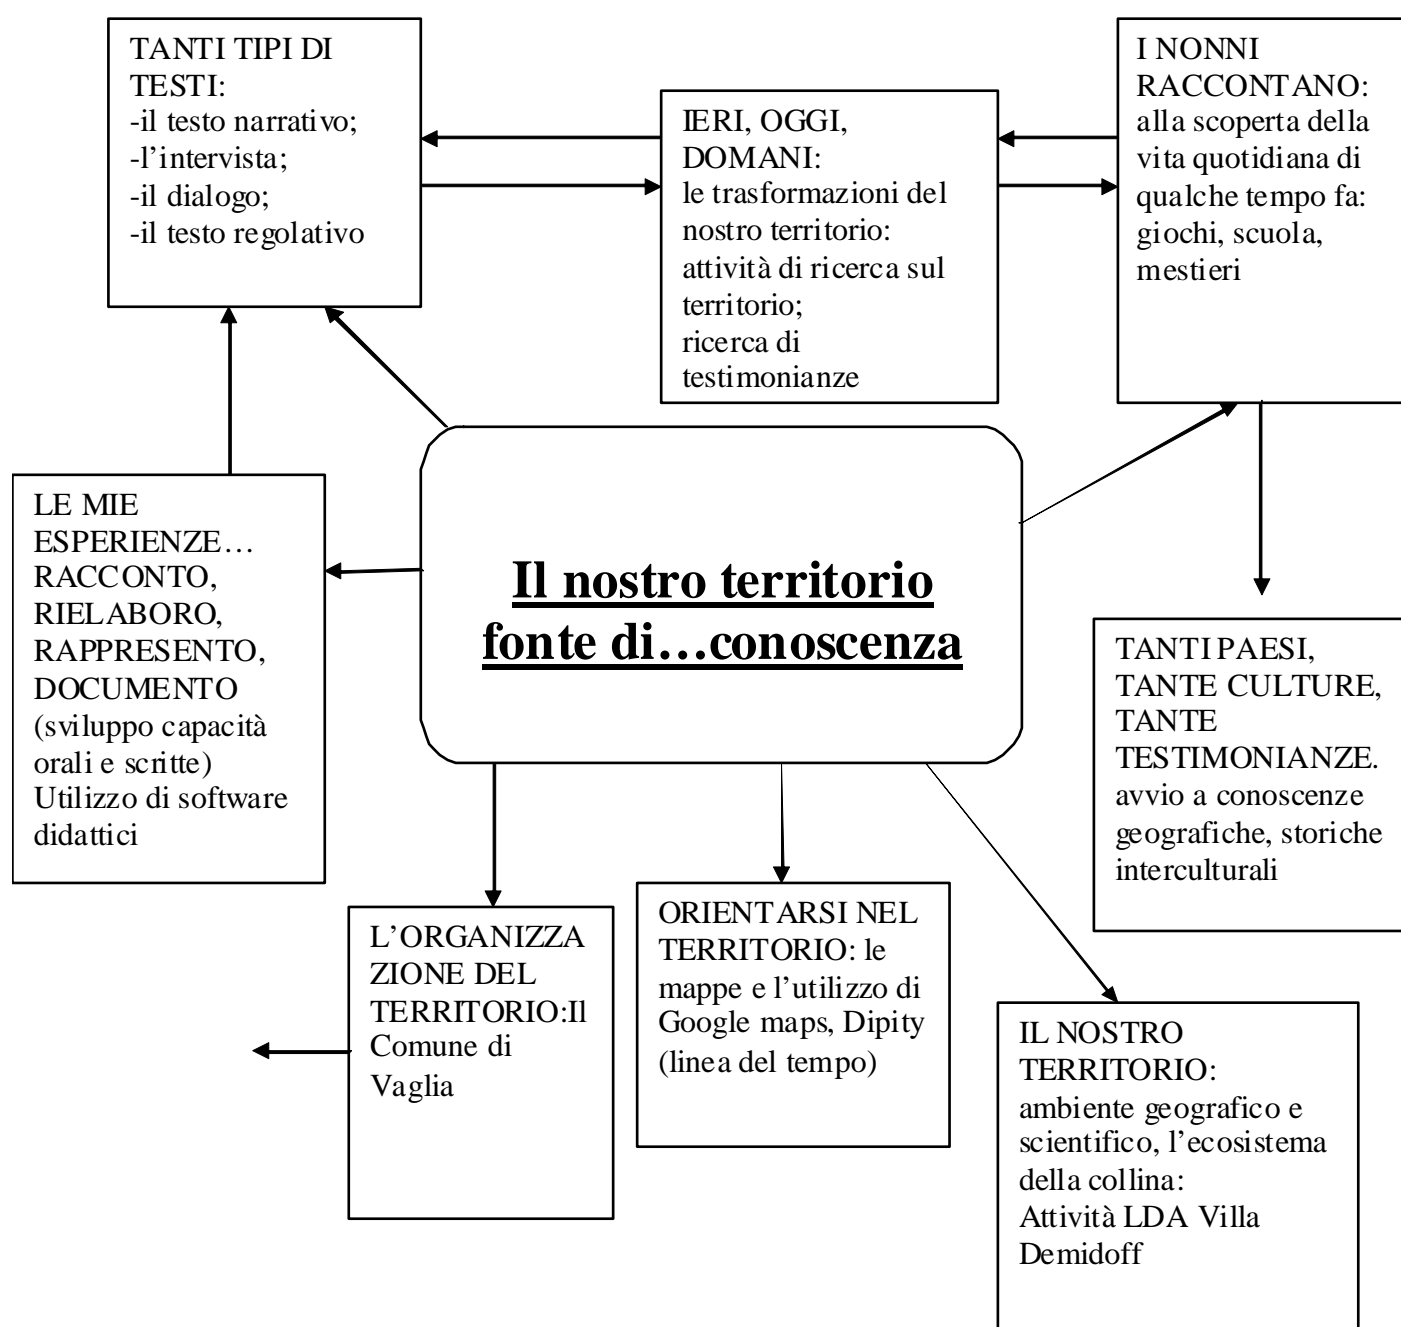 TANTI TIPI DI
TESTI:
-il testo narrativo;
-l'intervista;
-il dialogo;
-il testo regolativo
IERI, OGGI,
DOMANI:
le trasformazioni del
nostro territorio:
attività di ricerca sul
territorio;
ricerca di
testimonianze
I NONNI
RACCONTANO:
alla scoperta della
vita quotidiana di
qualche tempo fa:
giochi, scuola,
mestieri
LE MIE
ESPERIENZE…
RACCONTO,
RIELABORO,
RAPPRESENTO,
DOCUMENTO
(sviluppo capacità
orali e scritte)
Utilizzo di software
didattici
Il nostro territorio
fonte di…conoscenza
TANTI PAESI,
TANTE CULTURE,
TANTE
TESTIMONIANZE.
avvio a conoscenze
geografiche, storiche
interculturali
L'ORGANIZZA
ZIONE DEL
TERRITORIO:Il
Comune di
Vaglia
ORIENTARSI NEL
TERRITORIO: le
mappe e l'utilizzo di
Google maps, Dipity
(linea del tempo)
IL NOSTRO
TERRITORIO:
ambiente geografico e
scientifico, l'ecosistema
della collina:
Attività LDA Villa
Demidoff